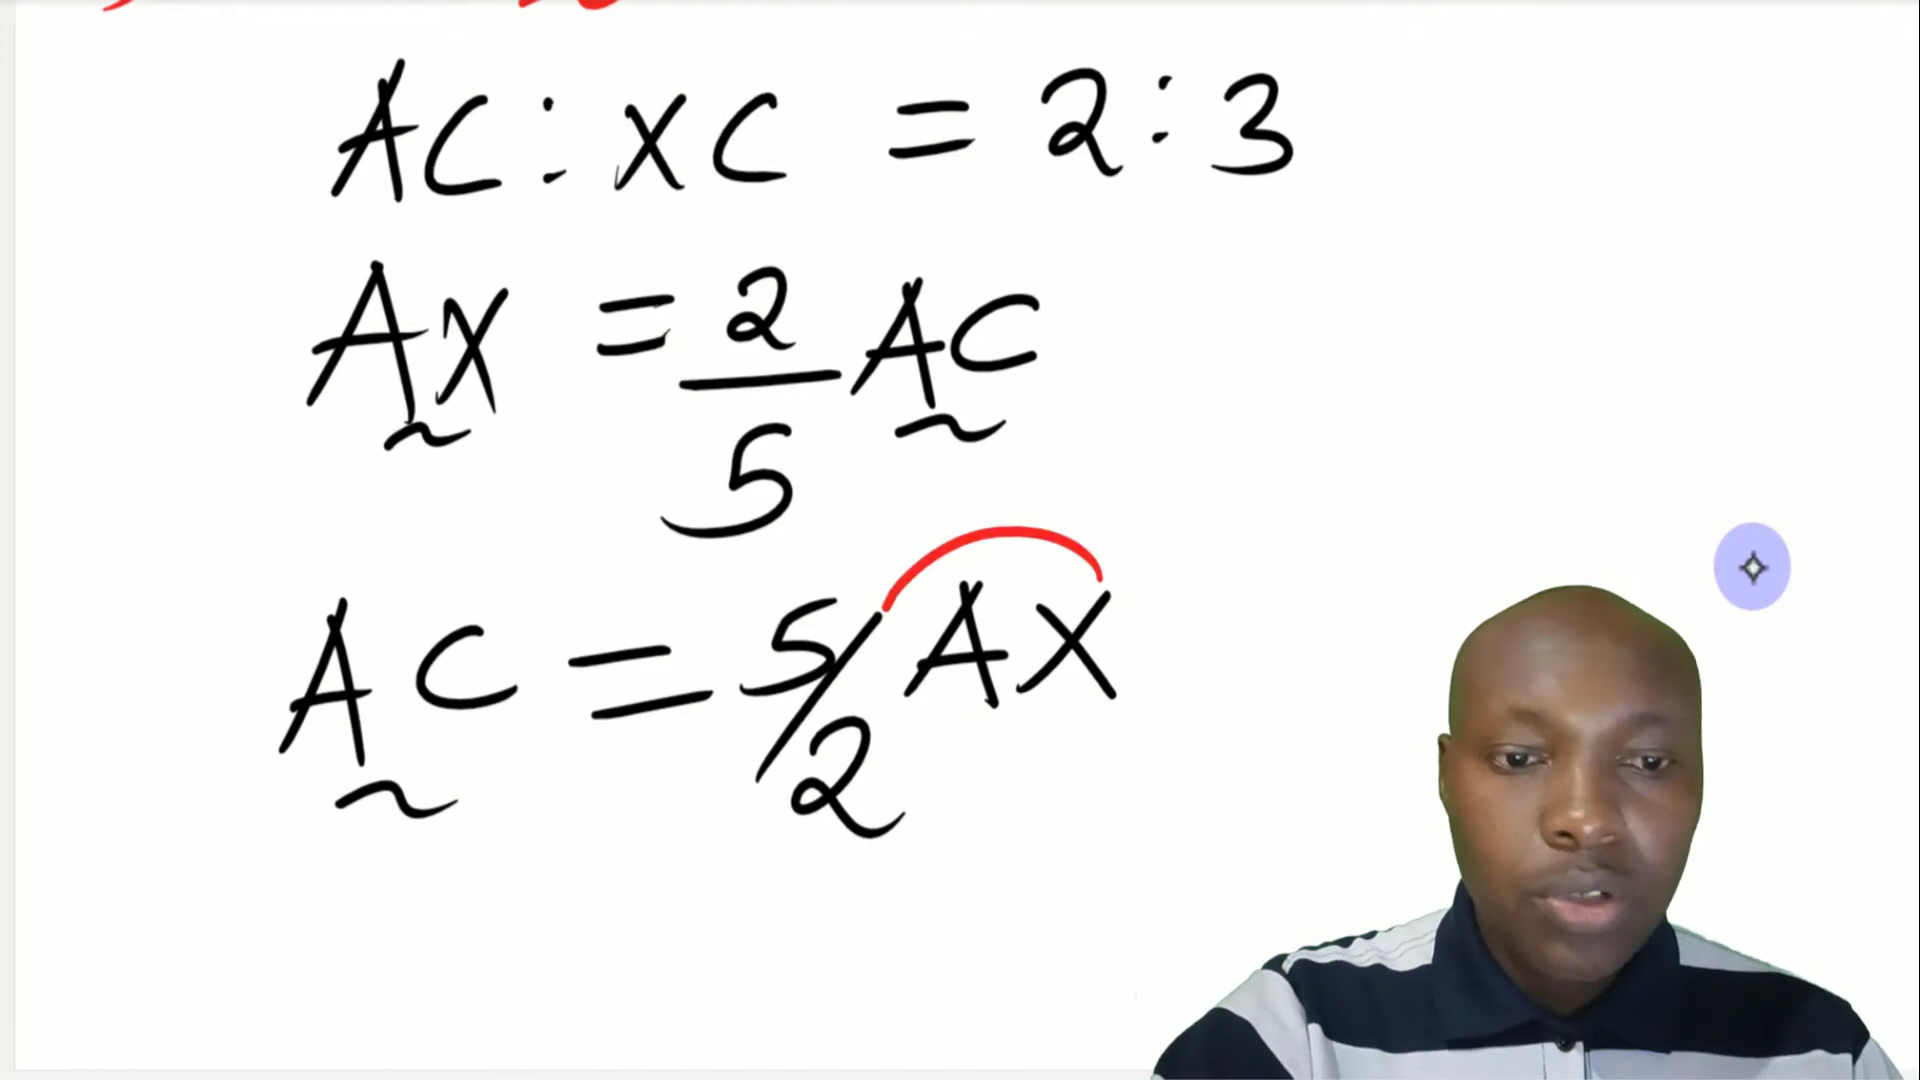 AC : XC = 2 : 3
AX = 2/5 AC
AC = 5/2 AX